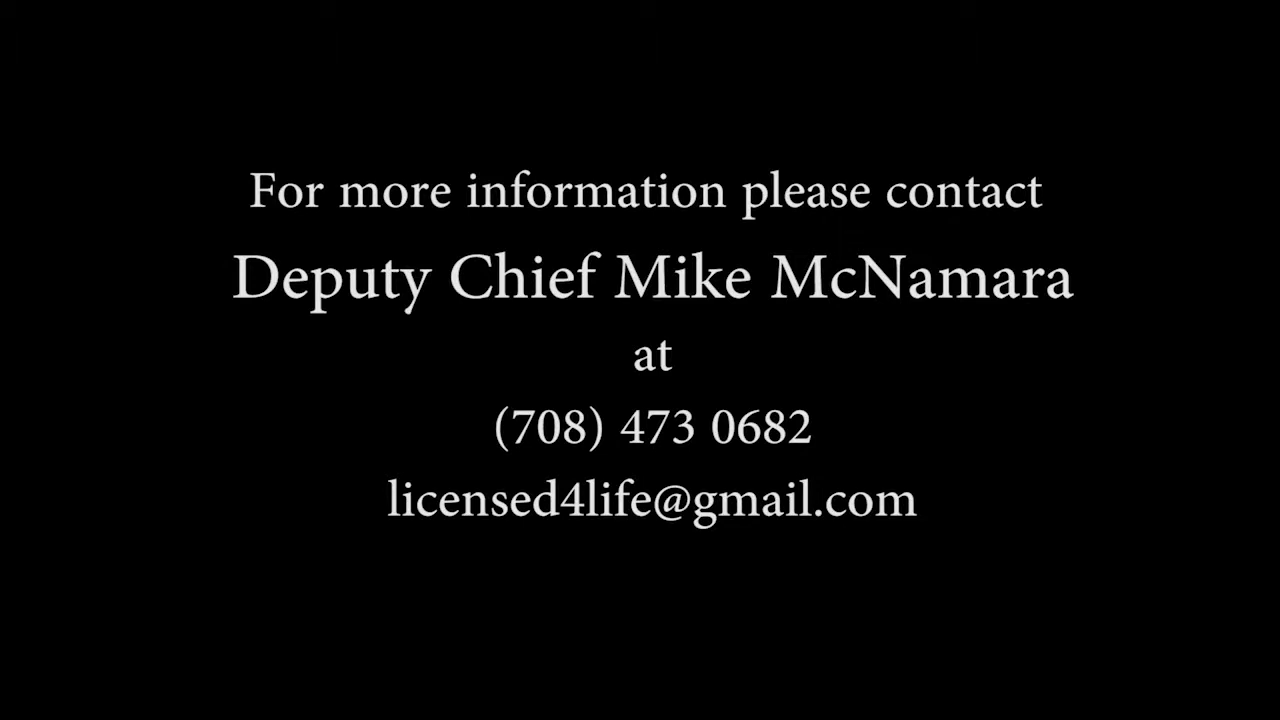 For more information please contact
Deputy Chief Mike McNamara
at
(708) 473 0682
licensed4life@gmail.com